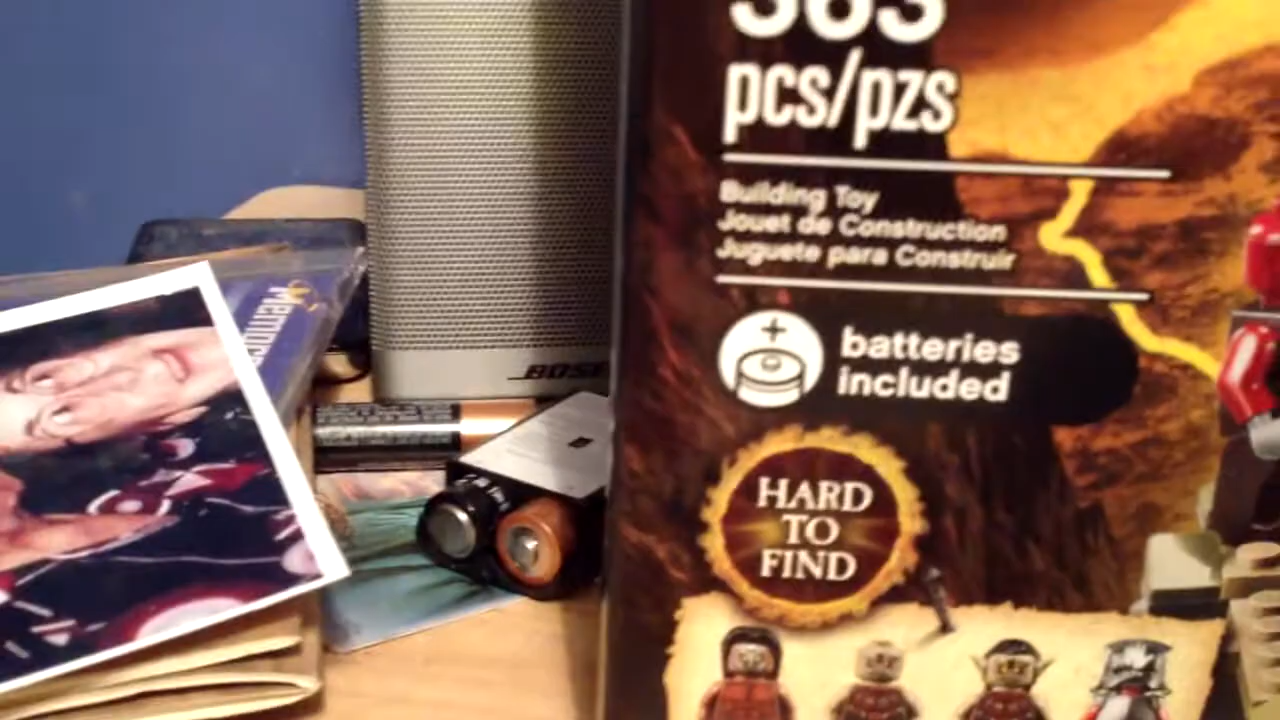 pcs/pzs
Building Toy
Jouet de Construction
Juguete para Construir
batteries
included
HARD
TO
FIND
BOSE